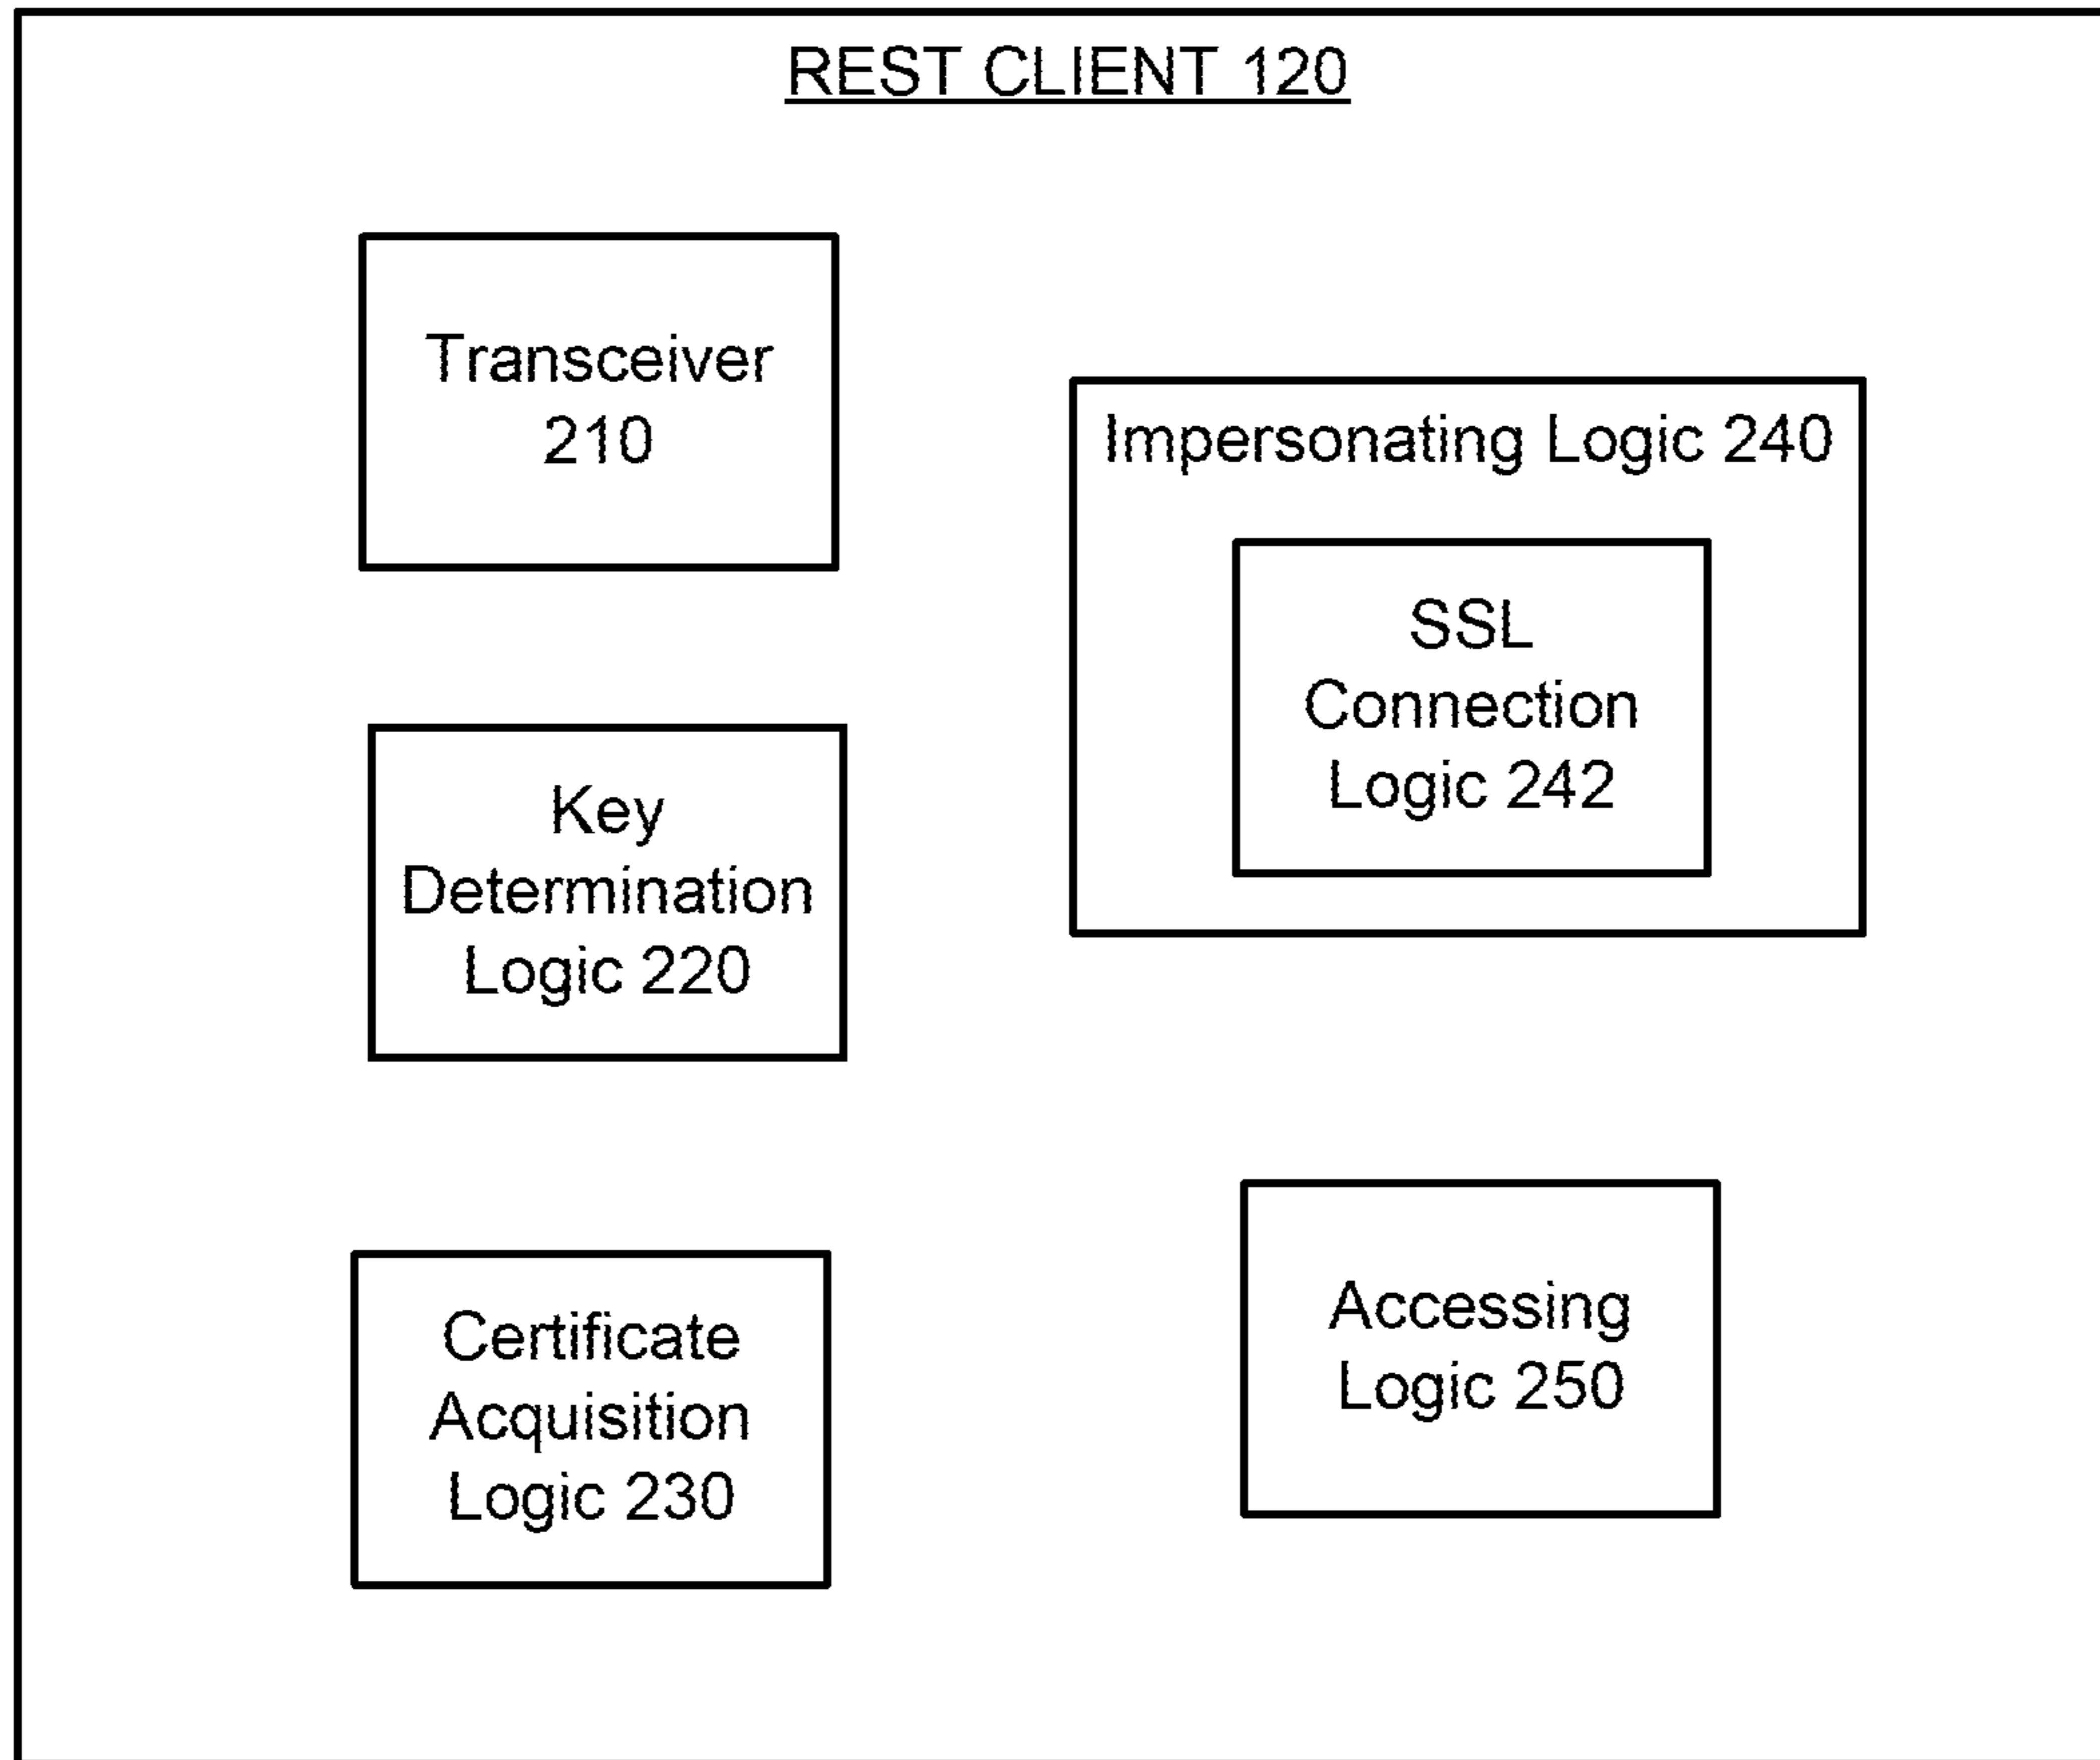 REST CLIENT 120
Transceiver
210
Key
Determination
Logic 220
Certificate
Acquisition
Logic 230
Impersonating Logic 240
SSL
Connection
Logic 242
Accessing
Logic 250